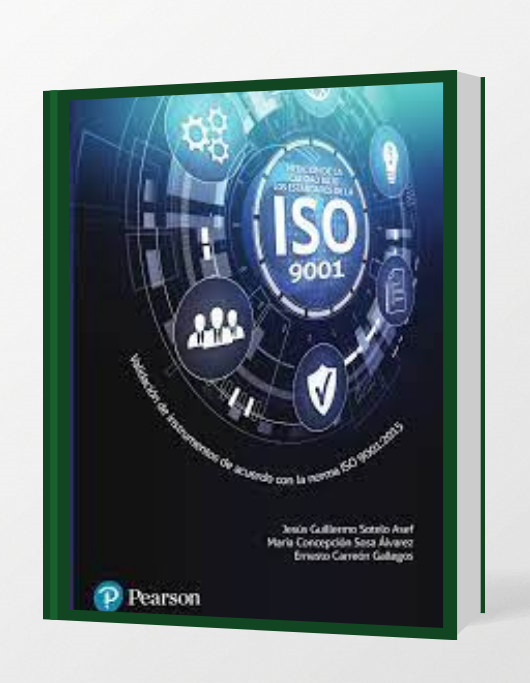 MEDICIÓN DE LA
CALIDAD BAJO
LOS ESTÁNDARES DE LA
ISO
9001
Validación de instrumentos de acuerdo con la norma ISO 9001:2015
Jesús Guillermo Sotelo Asef
María Concepción Sosa Álvarez
Ernesto Carreón Gallegos
P Pearson